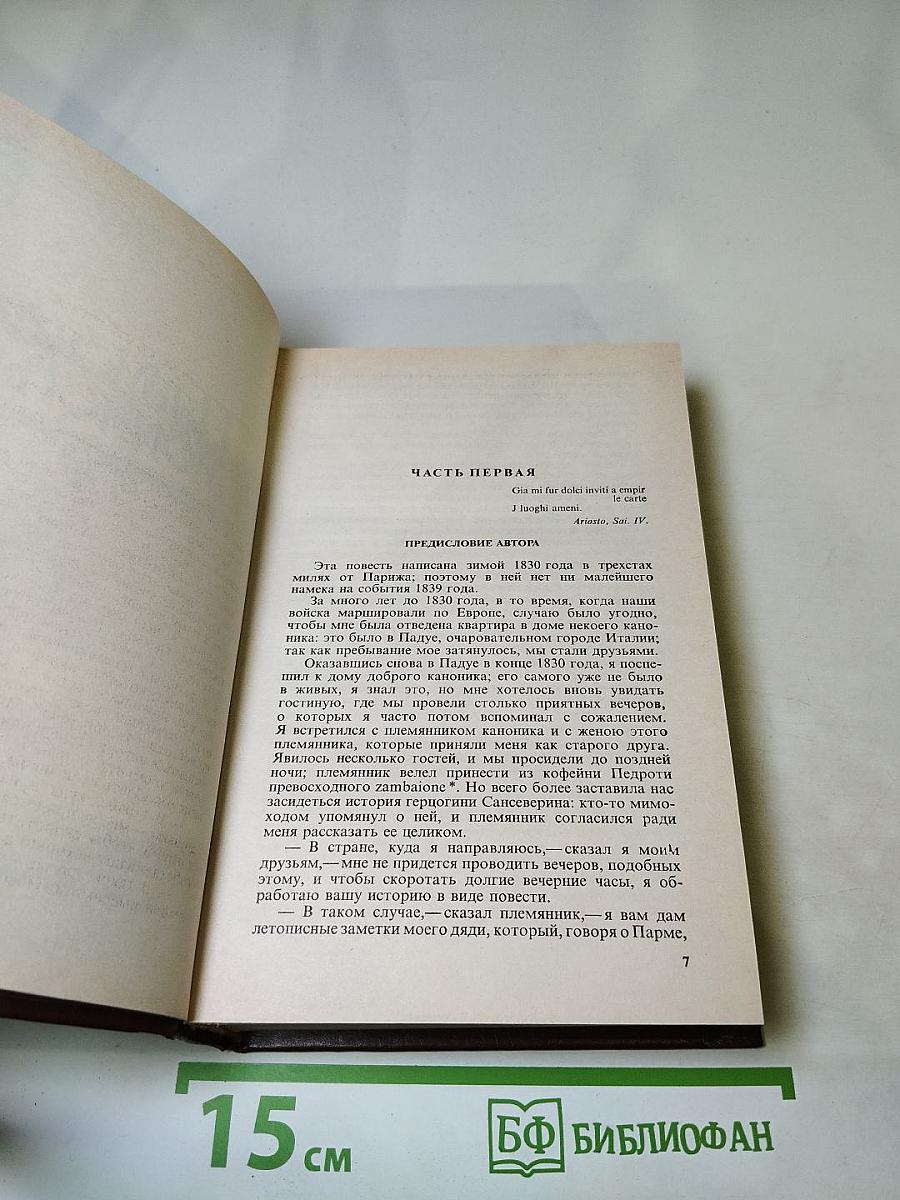 ЧАСТЬ ПЕРВАЯ
Gia mi fur dolci inviti a empir
le carte
J luoghi ameni.
Ariosto, Sai. IV.
ПРЕДИСЛОВИЕ АВТОРА
Эта повесть написана зимой 1830 года в трехстах
милях от Парижа; поэтому в ней нет ни малейшего
намека на события 1839 года.
За много лет до 1830 года, в то время, когда наши
войска маршировали по Европе, случаю было угодно,
чтобы мне была отведена квартира в доме некоего кано-
ника: это было в Падуе, очаровательном городе Италии;
так как пребывание мое затянулось, мы стали друзьями.
Оказавшись снова в Падуе в конце 1830 года, я поспе-
шил к дому доброго каноника; его самого уже не было
в живых, я знал это, но мне хотелось вновь увидать
гостиную, где мы провели столько приятных вечеров,
о которых я часто потом вспоминал с сожалением.
Я встретился с племянником каноника и с женою этого
племянника, которые приняли меня как старого друга.
Явилось несколько гостей, и мы просидели до поздней
ночи; племянник велел принести из кофейни Педроти
превосходного zambaione *. Но всего более заставила нас
засидеться история герцогини Сансеверина: кто-то мимо-
ходом упомянул о ней, и племянник согласился ради
меня рассказать ее целиком.
— В стране, куда я направляюсь,— сказал я моим
друзьям,— мне не придется проводить вечеров, подобных
этому, и чтобы скоротать долгие вечерние часы, я об-
работаю вашу историю в виде повести.
— В таком случае,— сказал племянник,— я вам дам
летописные заметки моего дяди, который, говоря о Парме,
7
15 см
БФ БИБЛИОФАН